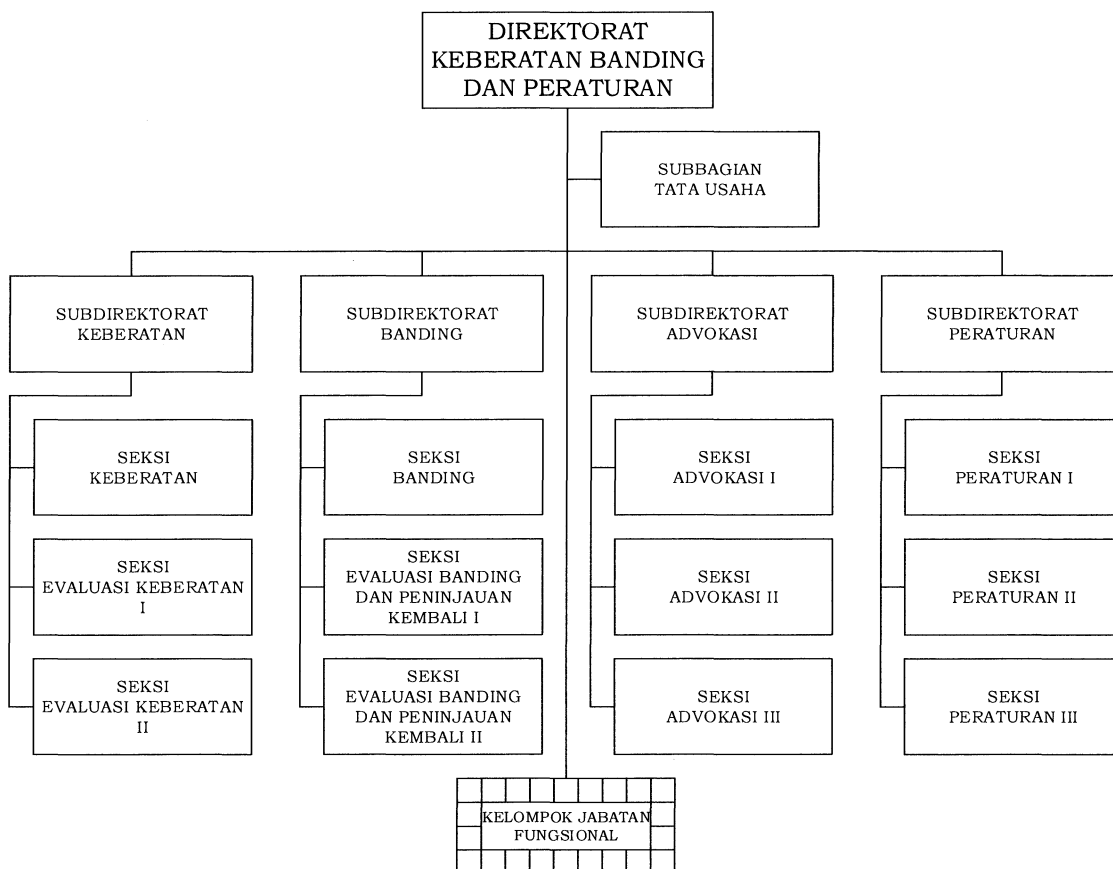 DIREKTORAT
KEBERATAN BANDING
DAN PERATURAN
SUBBAGIAN
TATA USAHA
SUBDIREKTORAT
KEBERATAN
SUBDIREKTORAT
BANDING
SUBDIREKTORAT
ADVOKASI
SUBDIREKTORAT
PERATURAN
SEKSI
KEBERATAN
SEKSI
BANDING
SEKSI
ADVOKASI I
SEKSI
PERATURAN I
SEKSI
EVALUASI KEBERATAN
I
SEKSI
EVALUASI BANDING
DAN PENINJAUAN
KEMBALI I
SEKSI
ADVOKASI II
SEKSI
PERATURAN II
SEKSI
EVALUASI KEBERATAN
II
SEKSI
EVALUASI BANDING
DAN PENINJAUAN
KEMBALI II
SEKSI
ADVOKASI III
SEKSI
PERATURAN III
KELOMPOK JABATAN
FUNGSIONAL